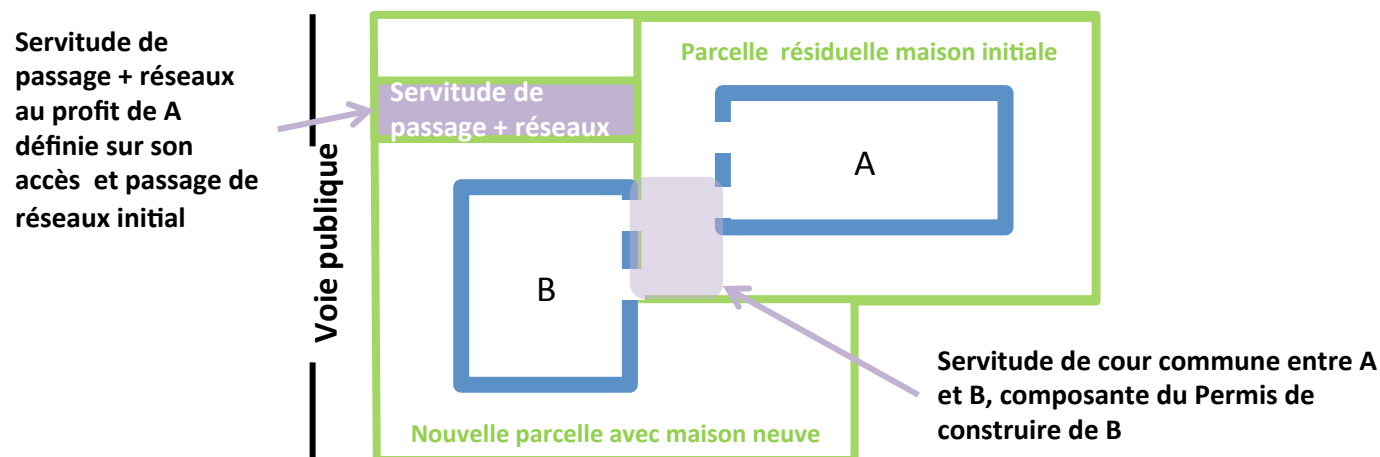 Servitude de
passage + réseaux
au profit de A
définie sur son
accès et passage de
réseaux initial
Voie publique
Servitude de
passage + réseaux
Parcelle résiduelle maison initiale
A
B
Nouvelle parcelle avec maison neuve
Servitude de cour commune entre A
et B, composante du Permis de
construire de B